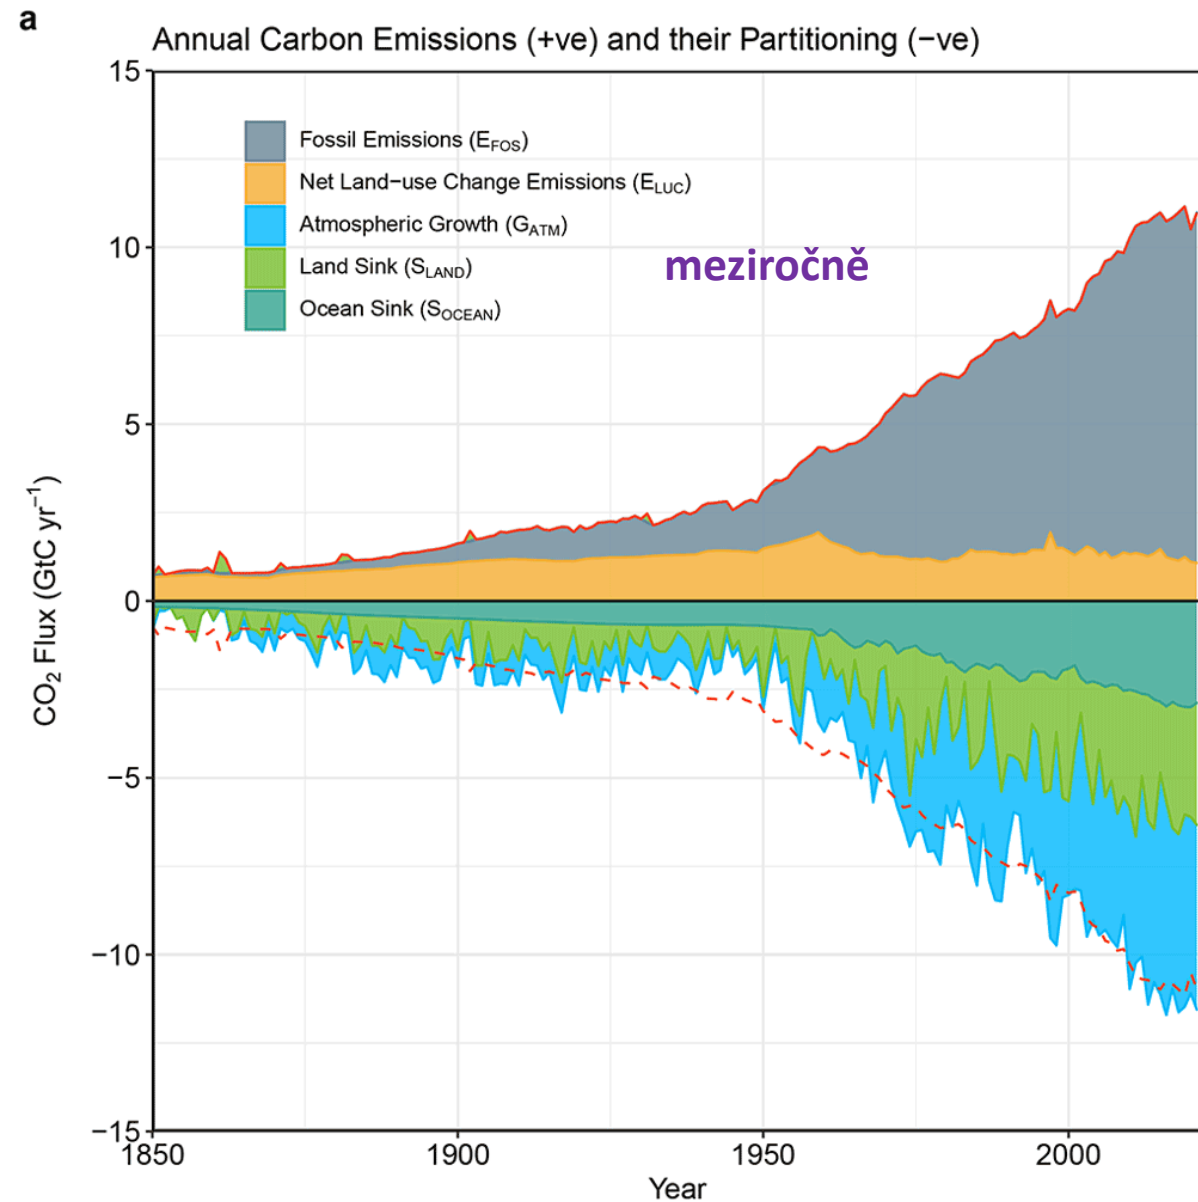 a
Annual Carbon Emissions (+ve) and their Partitioning (−ve)
15
Fossil Emissions (EFOS)
Net Land−use Change Emissions (ELUC)
Atmospheric Growth (GATM)
Land Sink (SLAND)
Ocean Sink (SOCEAN)
meziročně
10
5
0
−5
−10
−15
CO2 Flux (GtC yr−1)
1850 1900 1950 2000
Year